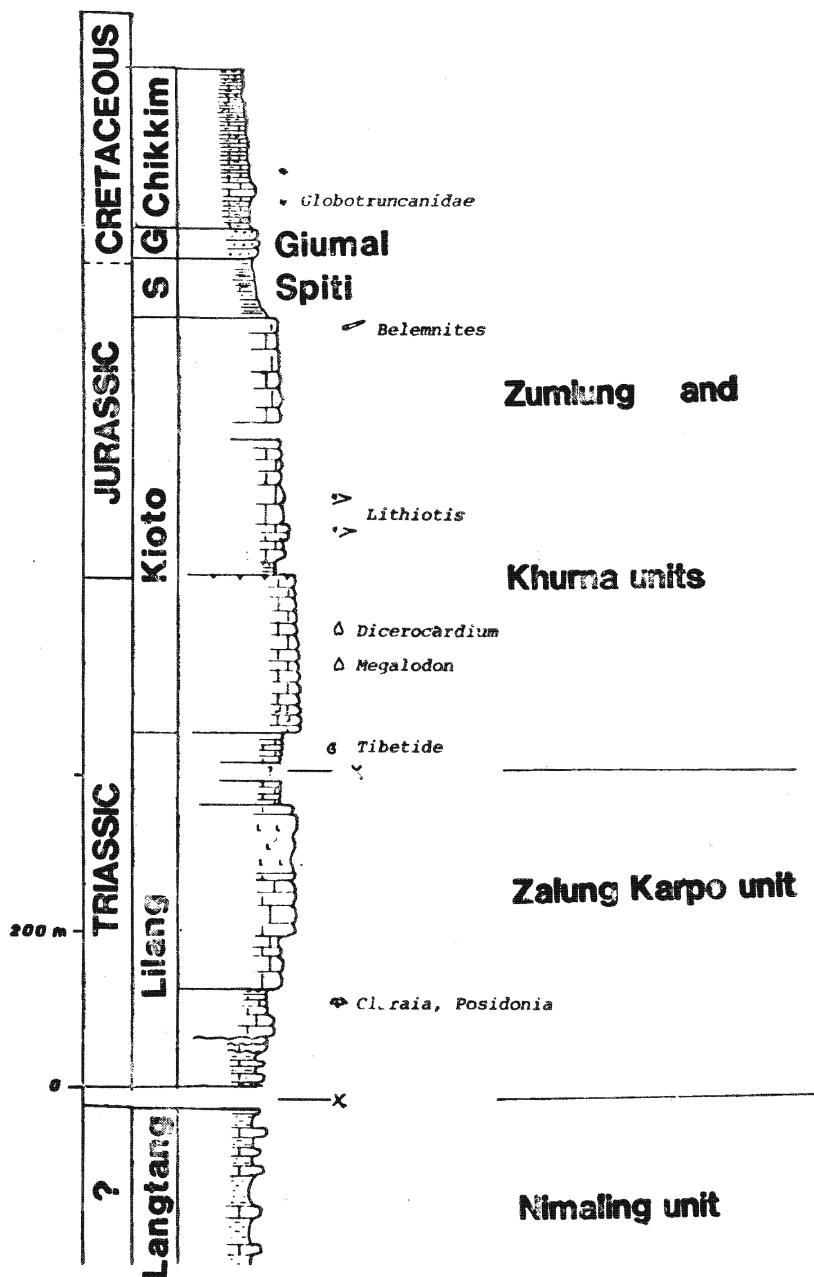 CRETACEOUS
Chikkim
Globotruncanidae
G
Giumal
S
Spiti
JURASSIC
Kioto
Belemnites
Zumlung and
Lithiotis
Khurna units
Dicerocardium
Megalodon
TRIASSIC
Lilang
Tibetide
x
Zalung Karpo unit
200 m
Claraia, Posidonia
0
x
?
Langtang
Nimaling unit